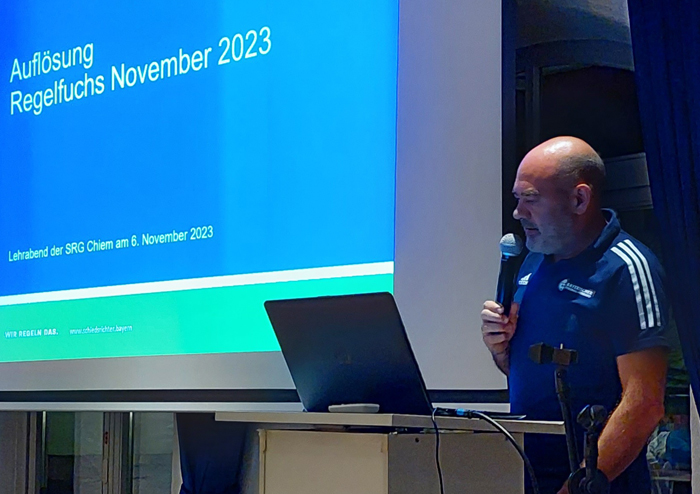 Auflösung
Regelfuchs November 2023
Lehrabend der SRG Chiem am 6. November 2023
WIR REGELN DAS. www.schiedsrichter.bayern